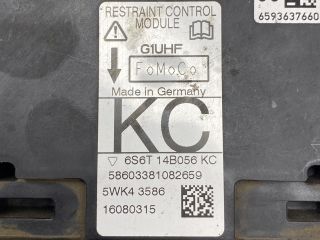 RESTRAINT CONTROL
MODULE
6593637660
G1UHF
FoMoCo
Made in Germany
KC
6S6T 14B056 KC
58603381082659
5WK4 3586
16080315